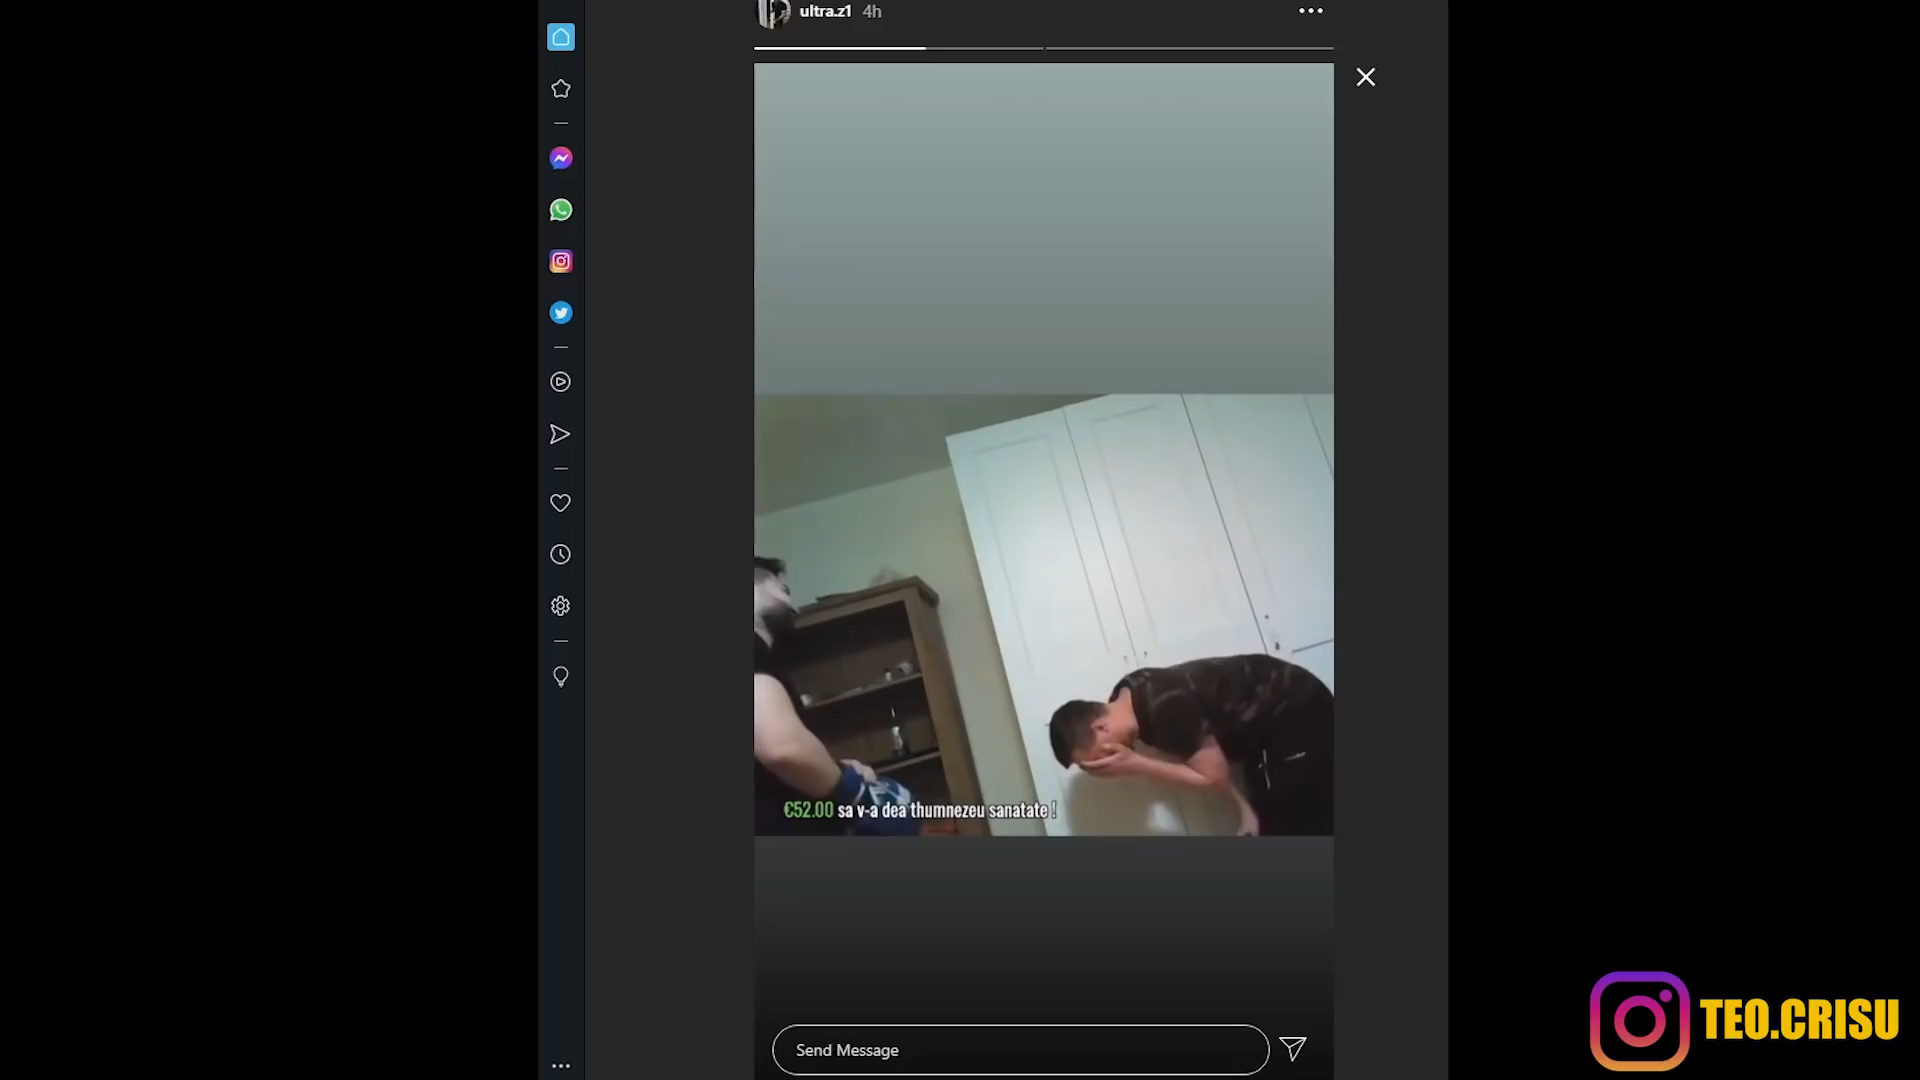 ultra.z1 4h
€52.00 sa v-a dea thumnezeu sanatate !
Send Message
TEO.CRISU